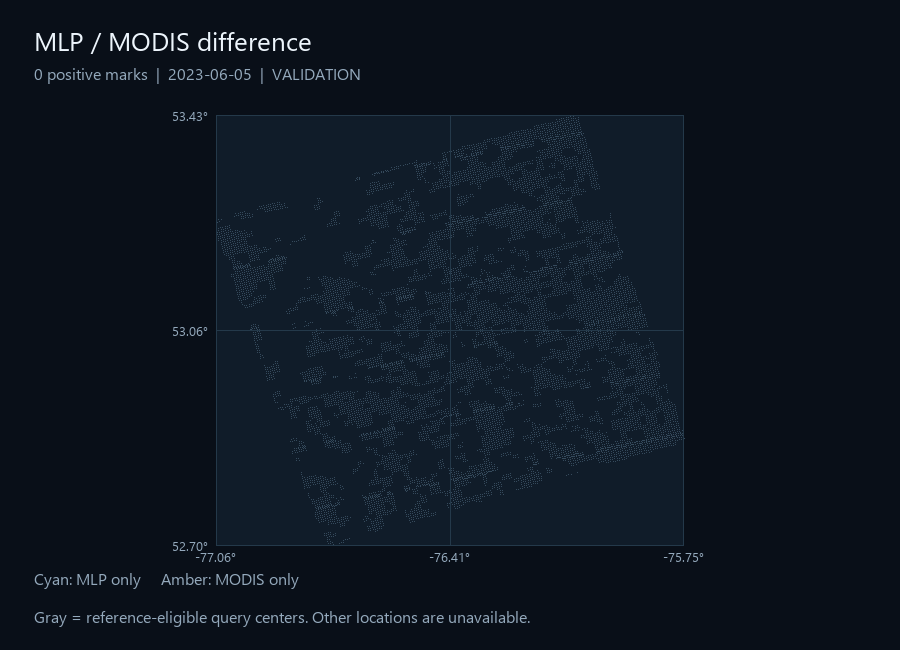 MLP / MODIS difference
0 positive marks | 2023-06-05 | VALIDATION
53.43°
53.06°
52.70°
-77.06° -76.41° -75.75°
Cyan: MLP only Amber: MODIS only
Gray = reference-eligible query centers. Other locations are unavailable.